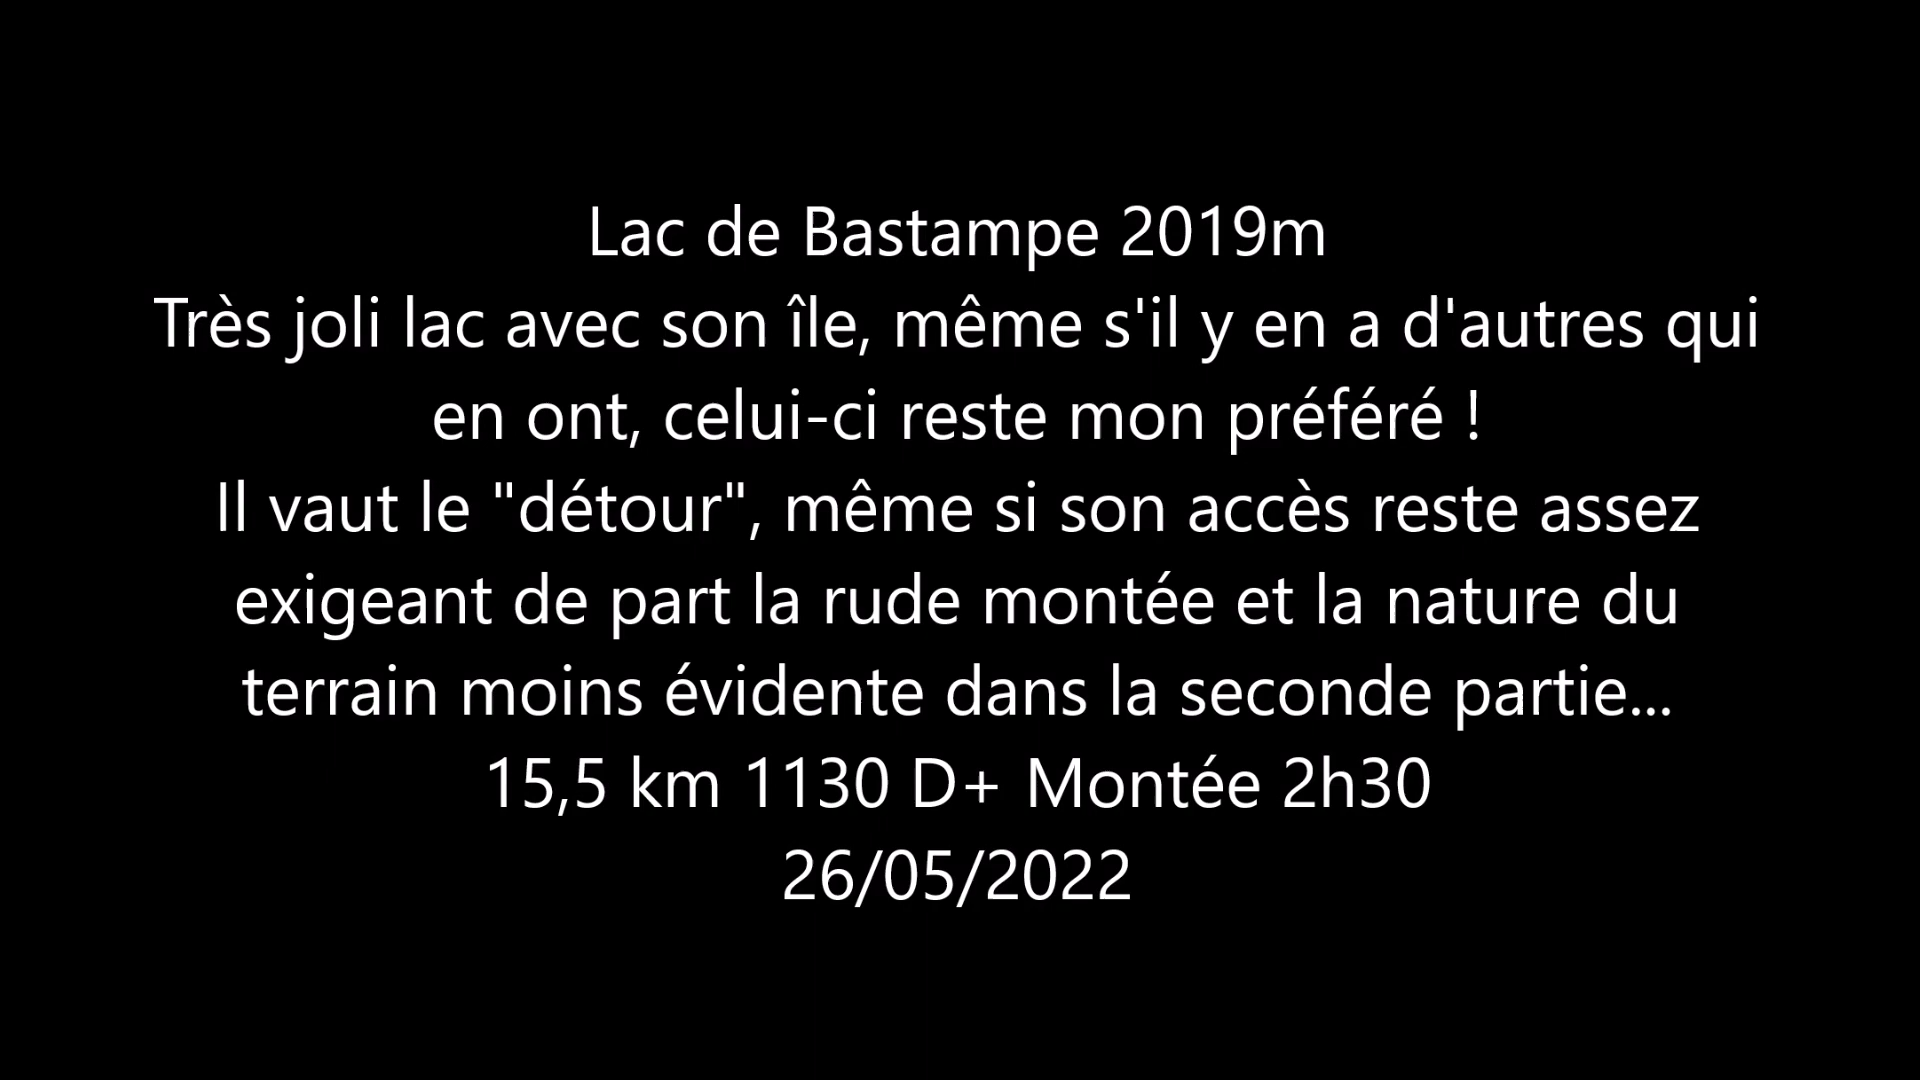 Lac de Bastampe 2019m
Très joli lac avec son île, même s'il y en a d'autres qui
en ont, celui-ci reste mon préféré !
Il vaut le "détour", même si son accès reste assez
exigeant de part la rude montée et la nature du
terrain moins évidente dans la seconde partie...
15,5 km 1130 D+ Montée 2h30
26/05/2022